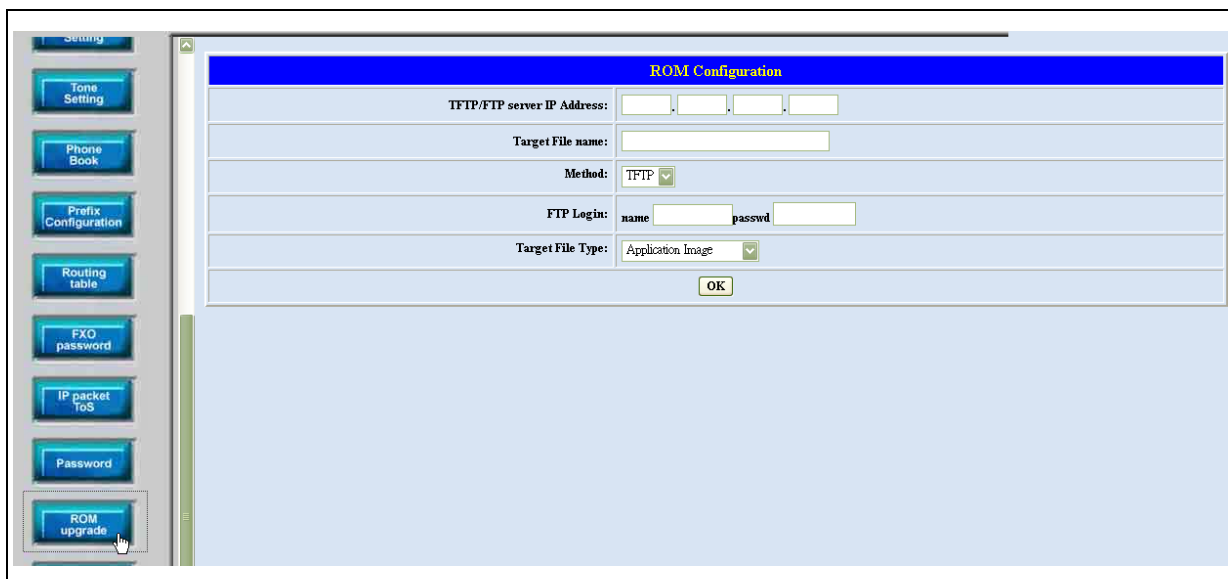 Setting
Tone
Setting
Phone
Book
Prefix
Configuration
Routing
table
FXO
password
IP packet
ToS
Password
ROM
upgrade
ROM Configuration
TFTP/FTP server IP Address: . . .
Target File name:
Method: TFTP
FTP Login: name passwd
Target File Type: Application Image
OK